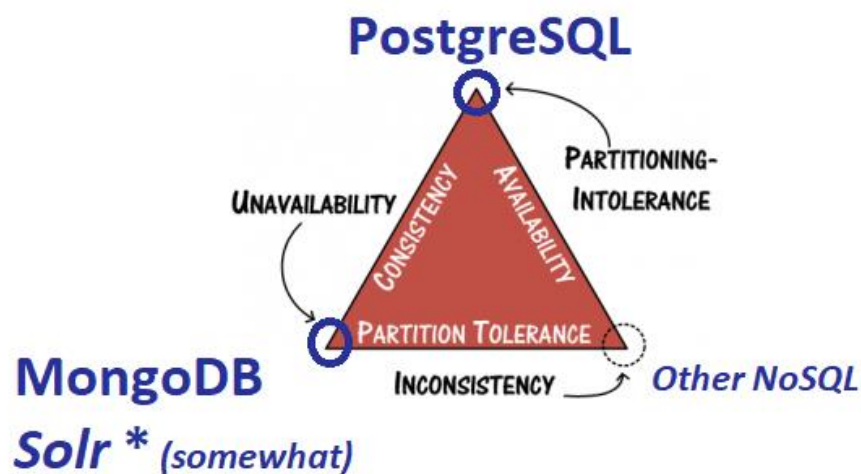 PostgreSQL
PARTITIONING-
INTOLERANCE
UNAVAILABILITY
CONSISTENCY
AVAILABILITY
PARTITION TOLERANCE
MongoDB
INCONSISTENCY
Other NoSQL
Solr * (somewhat)